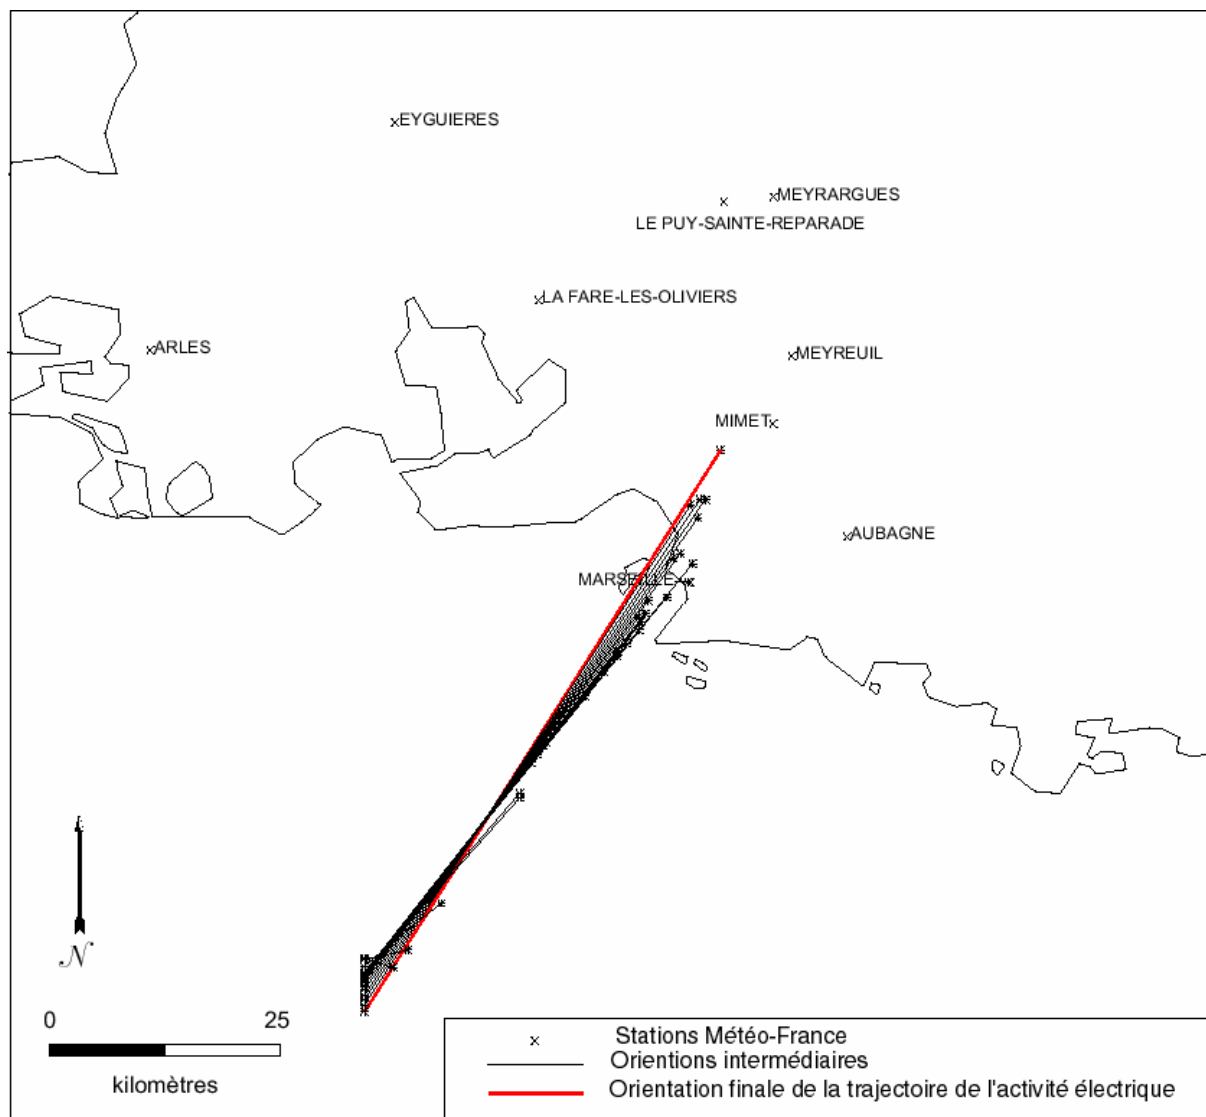 EYGUIERES
MEYRARGUES
LE PUY-SAINTE-REPARADE
LA FARE-LES-OLIVIERS
ARLES
MEYREUIL
MIMET
AUBAGNE
MARSEILLE
N
0 25
kilomètres
Stations Météo-France
Orientions intermédiaires
Orientation finale de la trajectoire de l'activité électrique